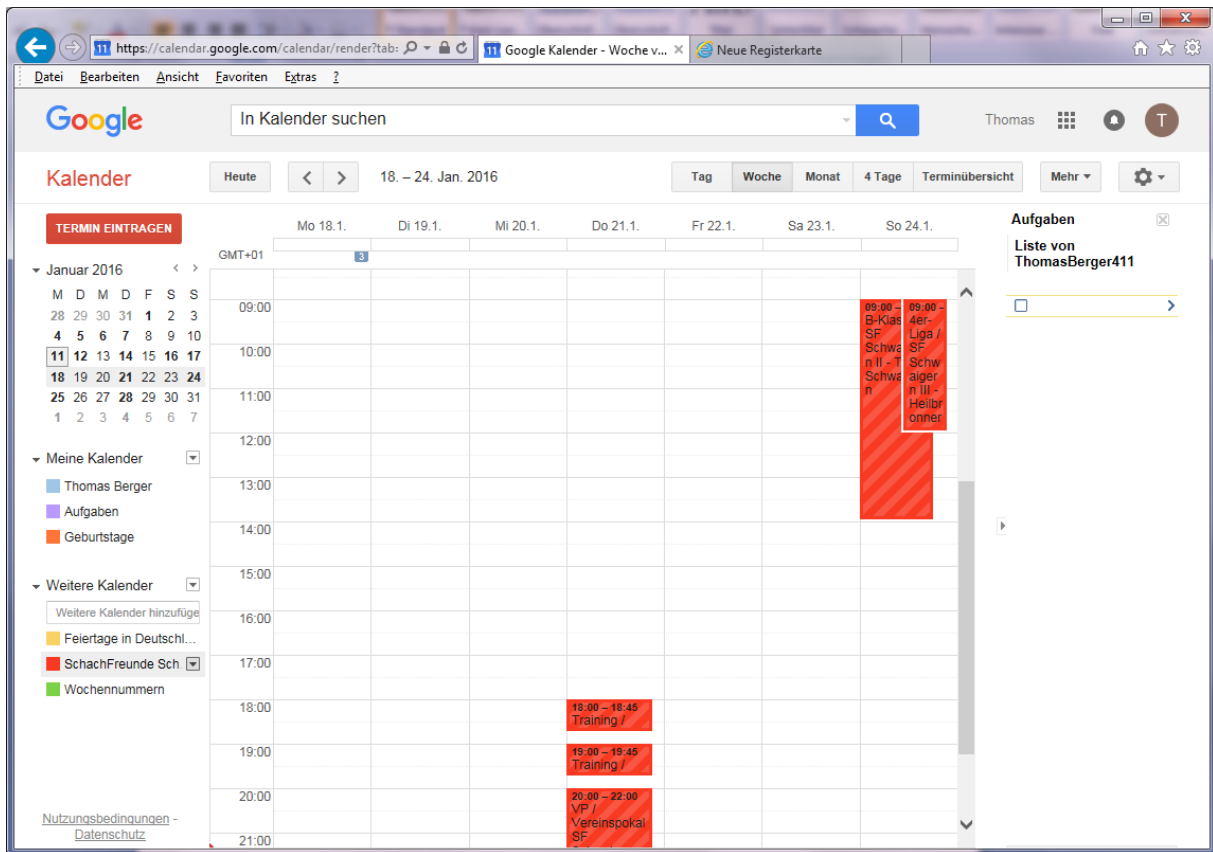 https://calendar.google.com/calendar/render?tab:
11 Google Kalender - Woche v...
Neue Registerkarte
Datei Bearbeiten Ansicht Favoriten Extras ?
Google
In Kalender suchen
Thomas
T
Kalender
Heute
18. – 24. Jan. 2016
Tag Woche Monat 4 Tage Terminübersicht
Mehr
TERMIN EINTRAGEN
Januar 2016
M D M D F S S
28 29 30 31 1 2 3
4 5 6 7 8 9 10
11 12 13 14 15 16 17
18 19 20 21 22 23 24
25 26 27 28 29 30 31
1 2 3 4 5 6 7
Meine Kalender
Thomas Berger
Aufgaben
Geburtstage
Weitere Kalender
Weitere Kalender hinzufüge
Feiertage in Deutschl...
SchachFreunde Sch
Wochennummern
Nutzungsbedingungen -
Datenschutz
Mo 18.1. Di 19.1. Mi 20.1. Do 21.1. Fr 22.1. Sa 23.1. So 24.1.
GMT+01
3
09:00
10:00
11:00
12:00
13:00
14:00
15:00
16:00
17:00
18:00
19:00
20:00
21:00
18:00 – 18:45
Training /
19:00 – 19:45
Training /
20:00 – 22:00
VP /
Vereinspokal
SF
09:00 –
B-Klas
SF
Schwa
n II - T
Schwa
n
09:00 –
4er-
Liga /
SF
Schw
aiger
n III -
Heilbr
onner
Aufgaben
Liste von
ThomasBerger411